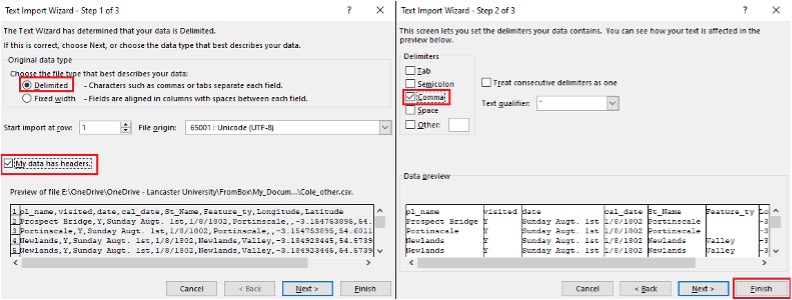 Text Import Wizard - Step 1 of 3
The Text Wizard has determined that your data is Delimited.
If this is correct, choose Next, or choose the data type that best describes your data.
Original data type
Choose the file type that best describes your data:
Delimited - Characters such as commas or tabs separate each field.
Fixed width - Fields are aligned in columns with spaces between each field.
Start import at row: 1 File origin: 65001 : Unicode (UTF-8)
My data has headers.
Preview of file E:\OneDrive\OneDrive - Lancaster University\FromBox\My_Docum...\Cole_other.csv.
1 pl_name,visited,date,cal_date,St_Name,Feature_ty,Longitude,Latitude
2 Prospect Bridge,Y,Sunday Augt. 1st,1/8/1802,Portinscale,,-3.154753895,54.
3 Portinscale,Y,Sunday Augt. 1st,1/8/1802,Portinscale,,-3.154753895,54.6011
4 Newlands,Y,Sunday Augt. 1st,1/8/1802,Newlands,Valley,-3.184923445,54.5739
5 Newlands,Y,Sunday Augt. 1st,1/8/1802,Newlands,Valley,-3.184923445,54.5739
Cancel < Back Next > Finish
Text Import Wizard - Step 2 of 3
This screen lets you set the delimiters your data contains. You can see how your text is affected in the
preview below.
Delimiters
Tab
Semicolon
Comma
Space
Other:
Treat consecutive delimiters as one
Text qualifier: "
Data preview
pl_name visited date cal_date St_Name Feature_ty Lo
Prospect Bridge Y Sunday Augt. 1st 1/8/1802 Portinscale -3
Portinscale Y Sunday Augt. 1st 1/8/1802 Portinscale -3
Newlands Y Sunday Augt. 1st 1/8/1802 Newlands Valley -3
Newlands Y Sunday Augt. 1st 1/8/1802 Newlands Valley -3
Cancel < Back Next > Finish